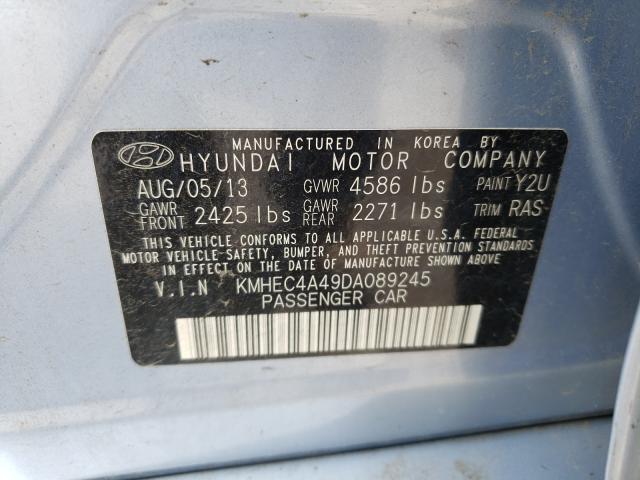 MANUFACTURED IN KOREA BY
HYUNDAI MOTOR COMPANY
AUG/05/13 GVWR 4586 lbs PAINT Y2U
GAWR FRONT 2425 lbs GAWR REAR 2271 lbs TRIM RAS
THIS VEHICLE CONFORMS TO ALL APPLICABLE U.S.A. FEDERAL
MOTOR VEHICLE-SAFETY, BUMPER, AND THEFT PREVENTION STANDARDS
IN EFFECT ON THE DATE OF MANUFACTURE SHOWN ABOVE.
V.I.N KMHEC4A49DA089245
PASSENGER CAR